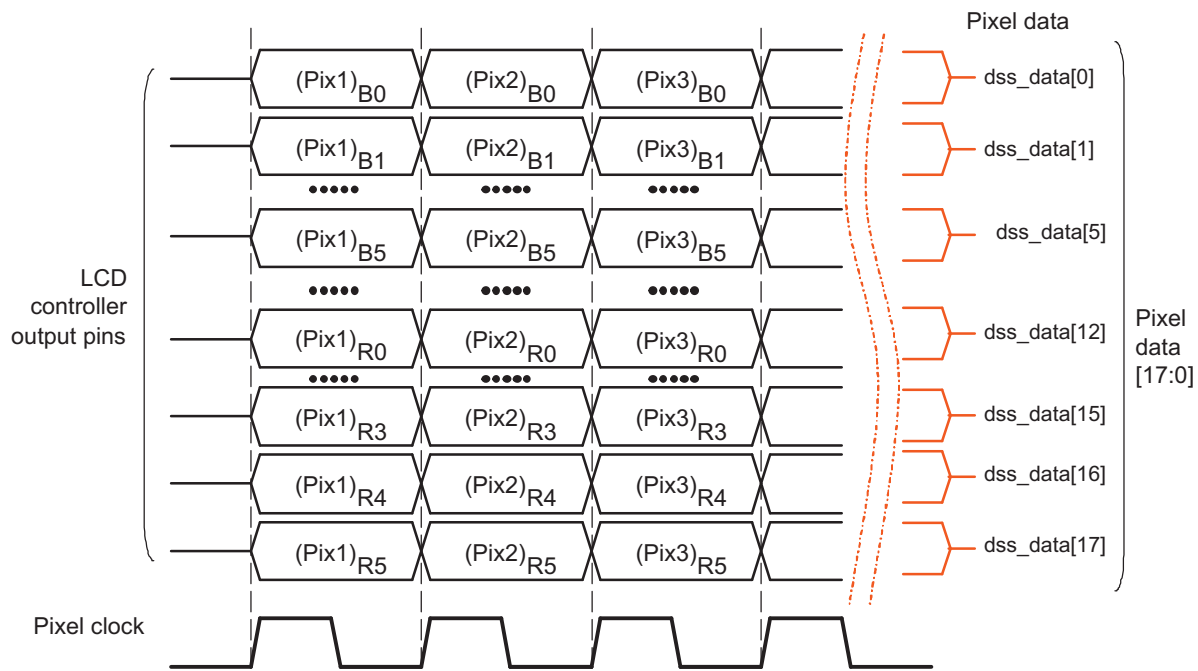 Pixel data
(Pix1)B0 (Pix2)B0 (Pix3)B0 dss_data[0]
(Pix1)B1 (Pix2)B1 (Pix3)B1 dss_data[1]
(Pix1)B5 (Pix2)B5 (Pix3)B5 dss_data[5]
LCD
controller
output pins
(Pix1)R0 (Pix2)R0 (Pix3)R0 dss_data[12]
Pixel
data
[17:0]
(Pix1)R3 (Pix2)R3 (Pix3)R3 dss_data[15]
(Pix1)R4 (Pix2)R4 (Pix3)R4 dss_data[16]
(Pix1)R5 (Pix2)R5 (Pix3)R5 dss_data[17]
Pixel clock